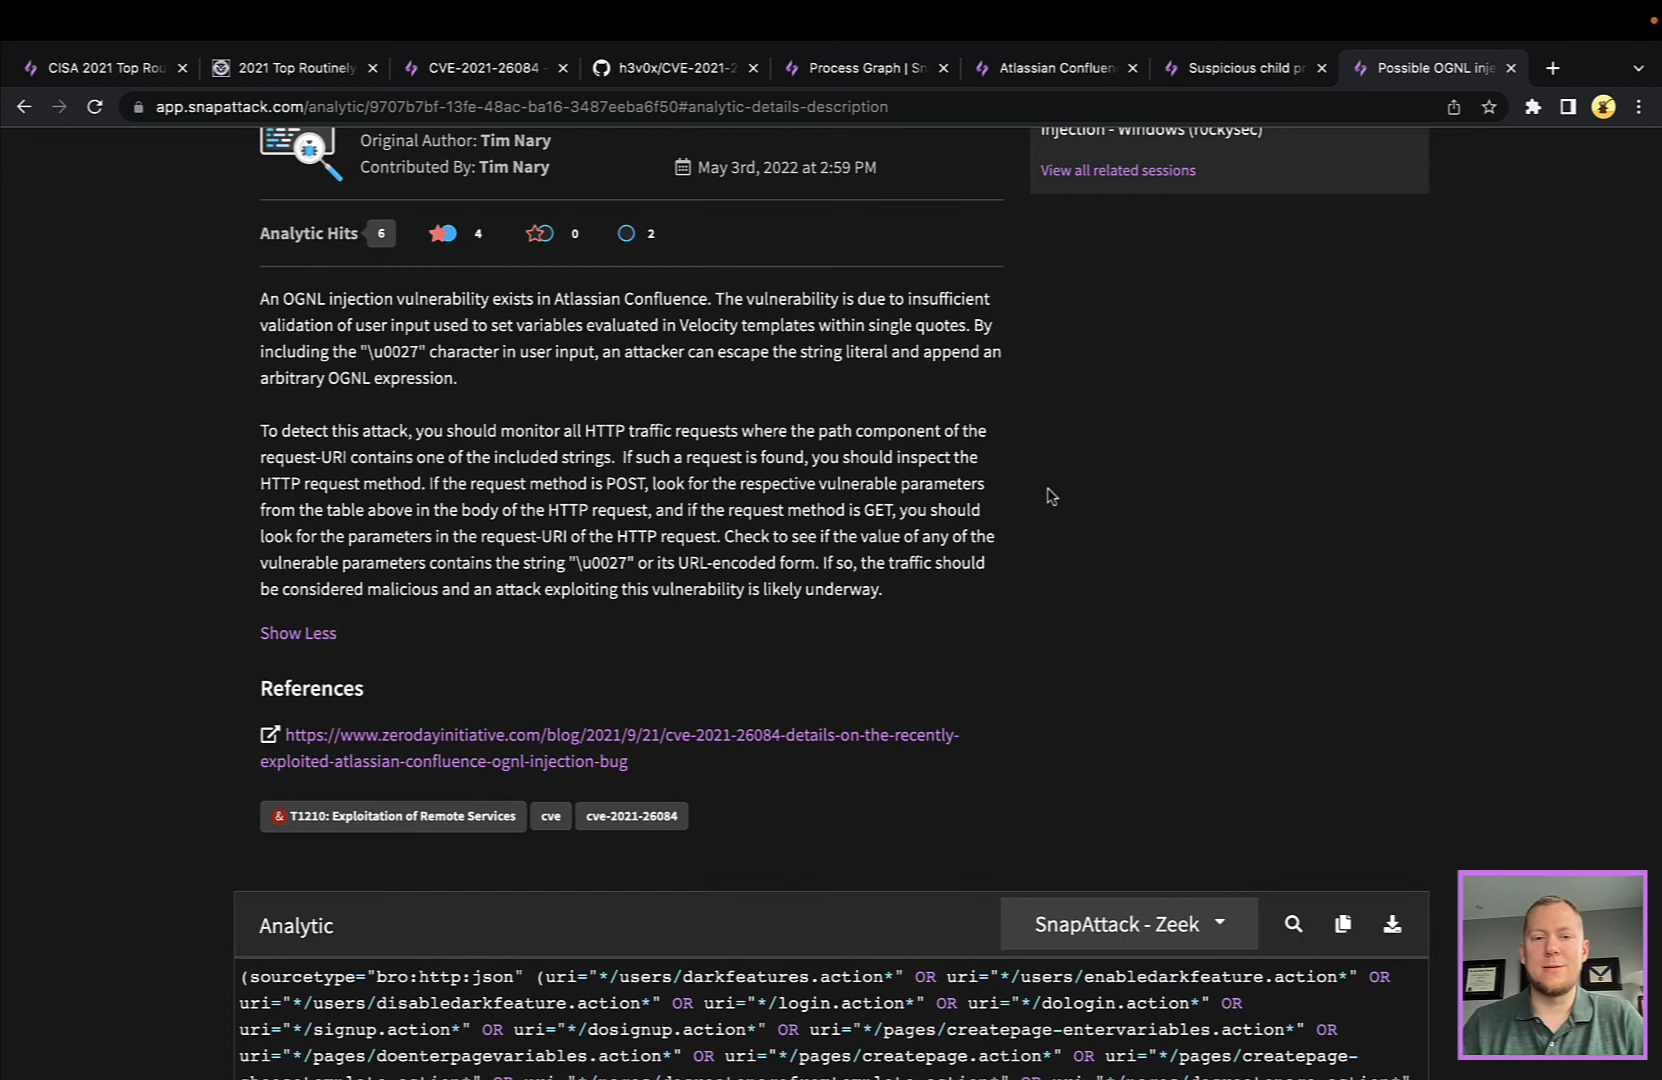 CISA 2021 Top Rou
2021 Top Routinely
CVE-2021-26084 -
h3v0x/CVE-2021-2
Process Graph | Sn
Atlassian Confluen
Suspicious child pr
Possible OGNL inje
app.snapattack.com/analytic/9707b7bf-13fe-48ac-ba16-3487eeba6f50#analytic-details-description
Original Author: Tim Nary
Injection - Windows (rockysec)
Contributed By: Tim Nary
May 3rd, 2022 at 2:59 PM
View all related sessions
Analytic Hits 6 4 0 2
An OGNL injection vulnerability exists in Atlassian Confluence. The vulnerability is due to insufficient
validation of user input used to set variables evaluated in Velocity templates within single quotes. By
including the "\u0027" character in user input, an attacker can escape the string literal and append an
arbitrary OGNL expression.
To detect this attack, you should monitor all HTTP traffic requests where the path component of the
request-URI contains one of the included strings.  If such a request is found, you should inspect the
HTTP request method. If the request method is POST, look for the respective vulnerable parameters
from the table above in the body of the HTTP request, and if the request method is GET, you should
look for the parameters in the request-URI of the HTTP request. Check to see if the value of any of the
vulnerable parameters contains the string "\u0027" or its URL-encoded form. If so, the traffic should
be considered malicious and an attack exploiting this vulnerability is likely underway.
Show Less
References
https://www.zerodayinitiative.com/blog/2021/9/21/cve-2021-26084-details-on-the-recently-
exploited-atlassian-confluence-ognl-injection-bug
& T1210: Exploitation of Remote Services cve cve-2021-26084
Analytic
SnapAttack - Zeek
(sourcetype="bro:http:json" (uri="*/users/darkfeatures.action*" OR uri="*/users/enabledarkfeature.action*" OR
uri="*/users/disabledarkfeature.action*" OR uri="*/login.action*" OR uri="*/dologin.action*" OR
uri="*/signup.action*" OR uri="*/dosignup.action*" OR uri="*/pages/createpage-entervariables.action*" OR
uri="*/pages/doenterpagevariables.action*" OR uri="*/pages/createpage.action*" OR uri="*/pages/createpage-